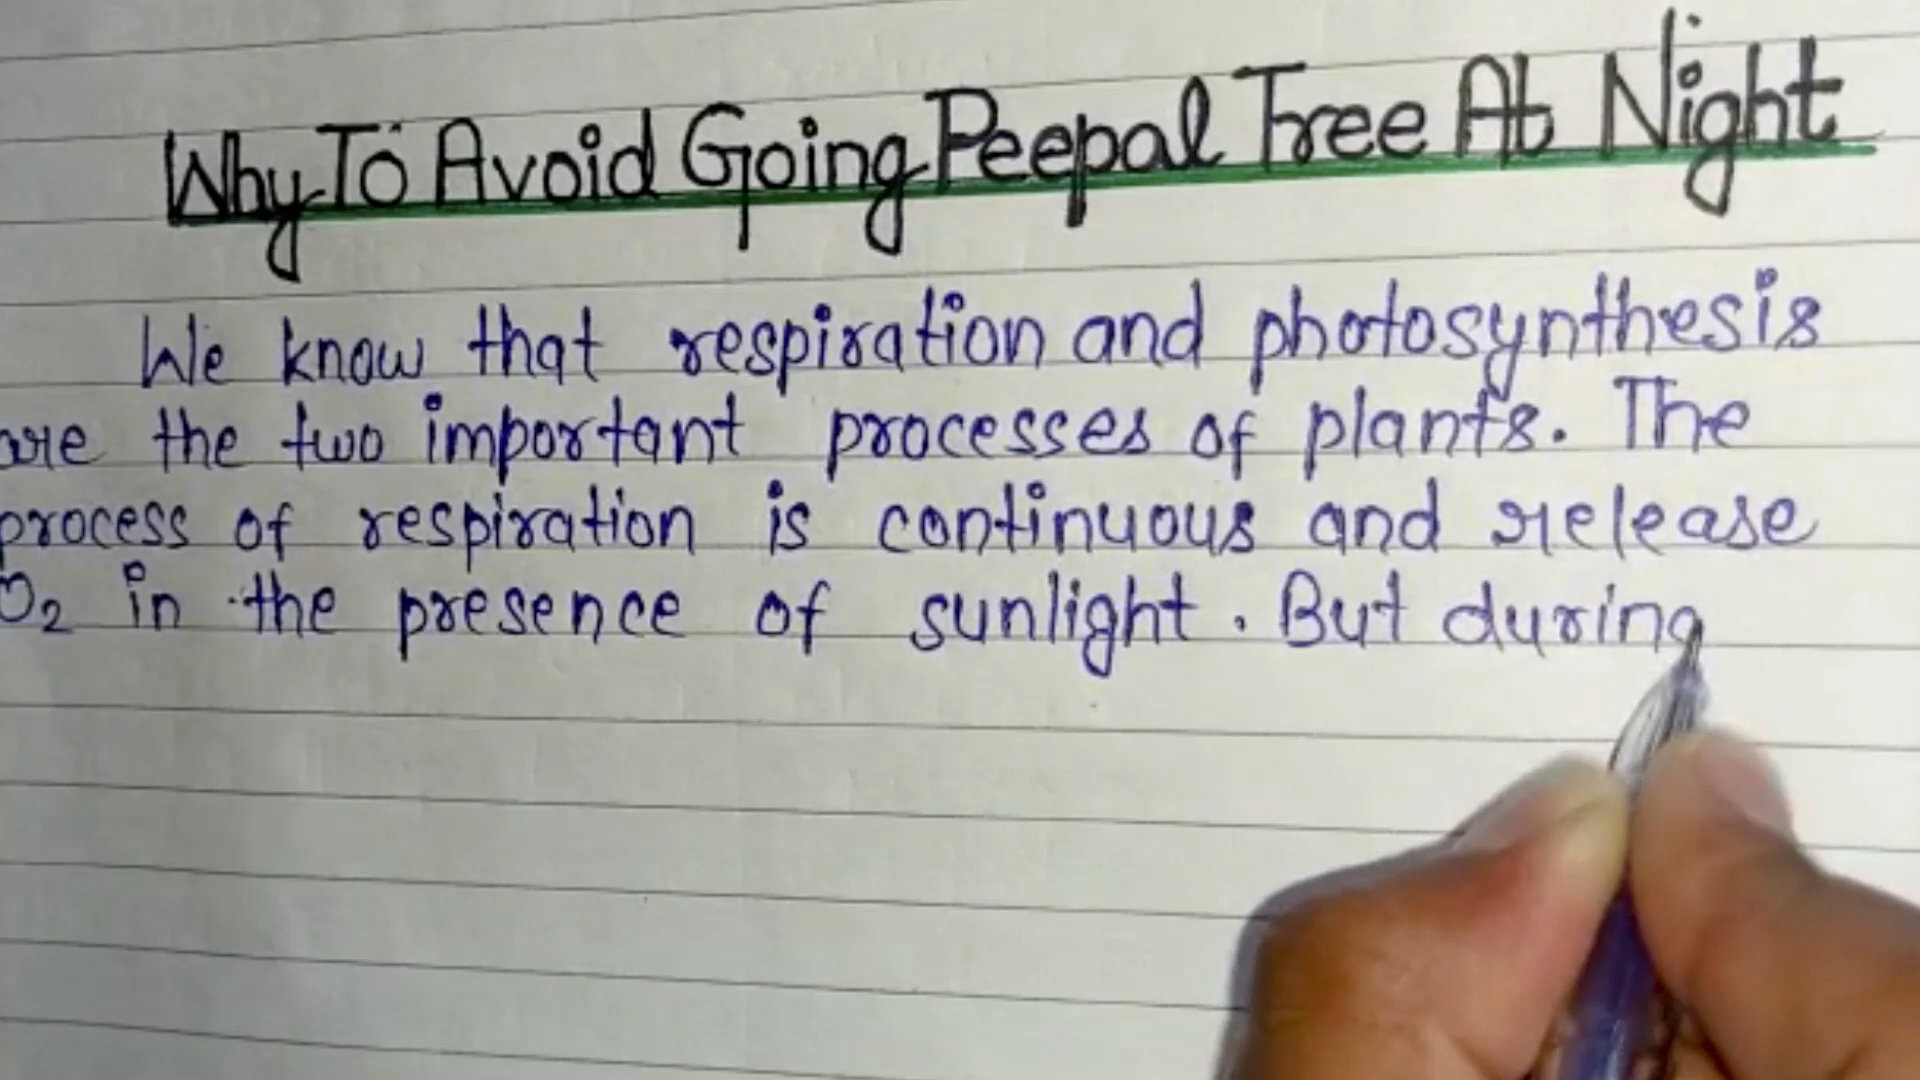 Why To Avoid Going Peepal Tree At Night
We know that respiration and photosynthesis
are the two important processes of plants. The
process of respiration is continuous and release
O2 in the presence of sunlight. But during